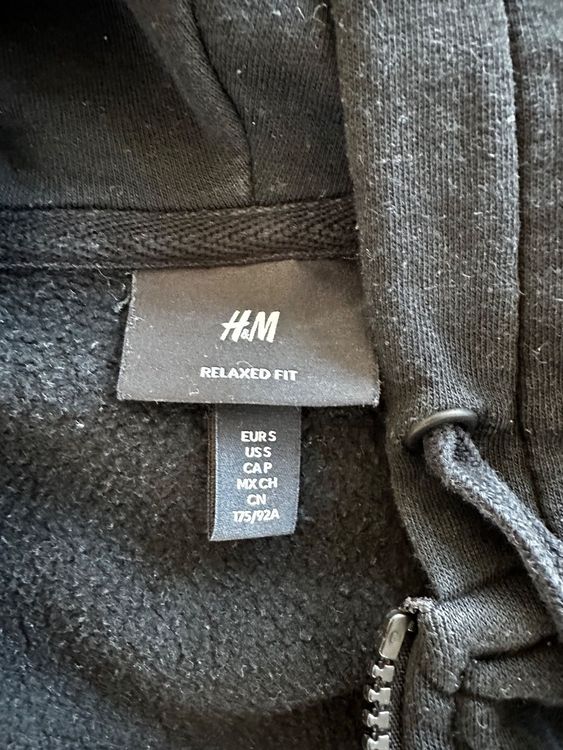 H&M
RELAXED FIT
EUR S
US S
CA P
MX CH
CN
175/92A